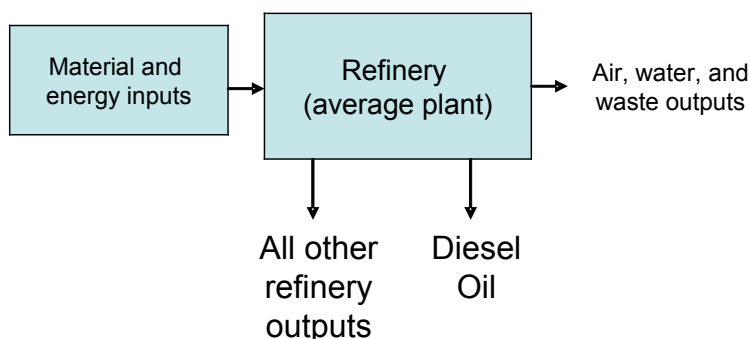 Material and
energy inputs
Refinery
(average plant)
Air, water, and
waste outputs
All other
refinery
outputs
Diesel
Oil